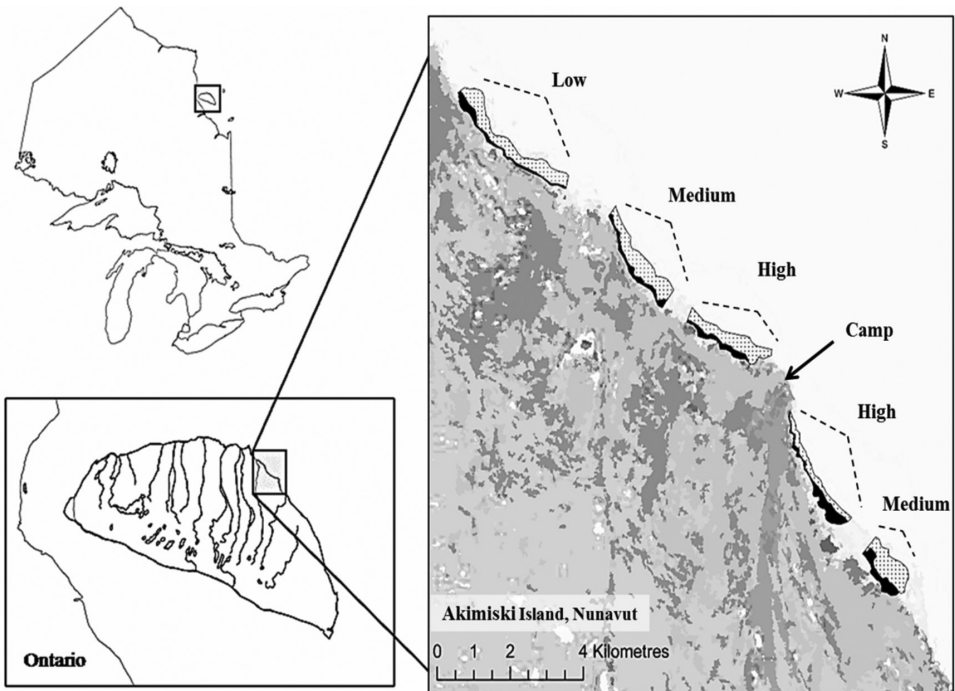 Low
N
W E
S
Medium
High
Camp
High
Medium
Ontario
Akimiski Island, Nunavut
0 1 2 4 Kilometres